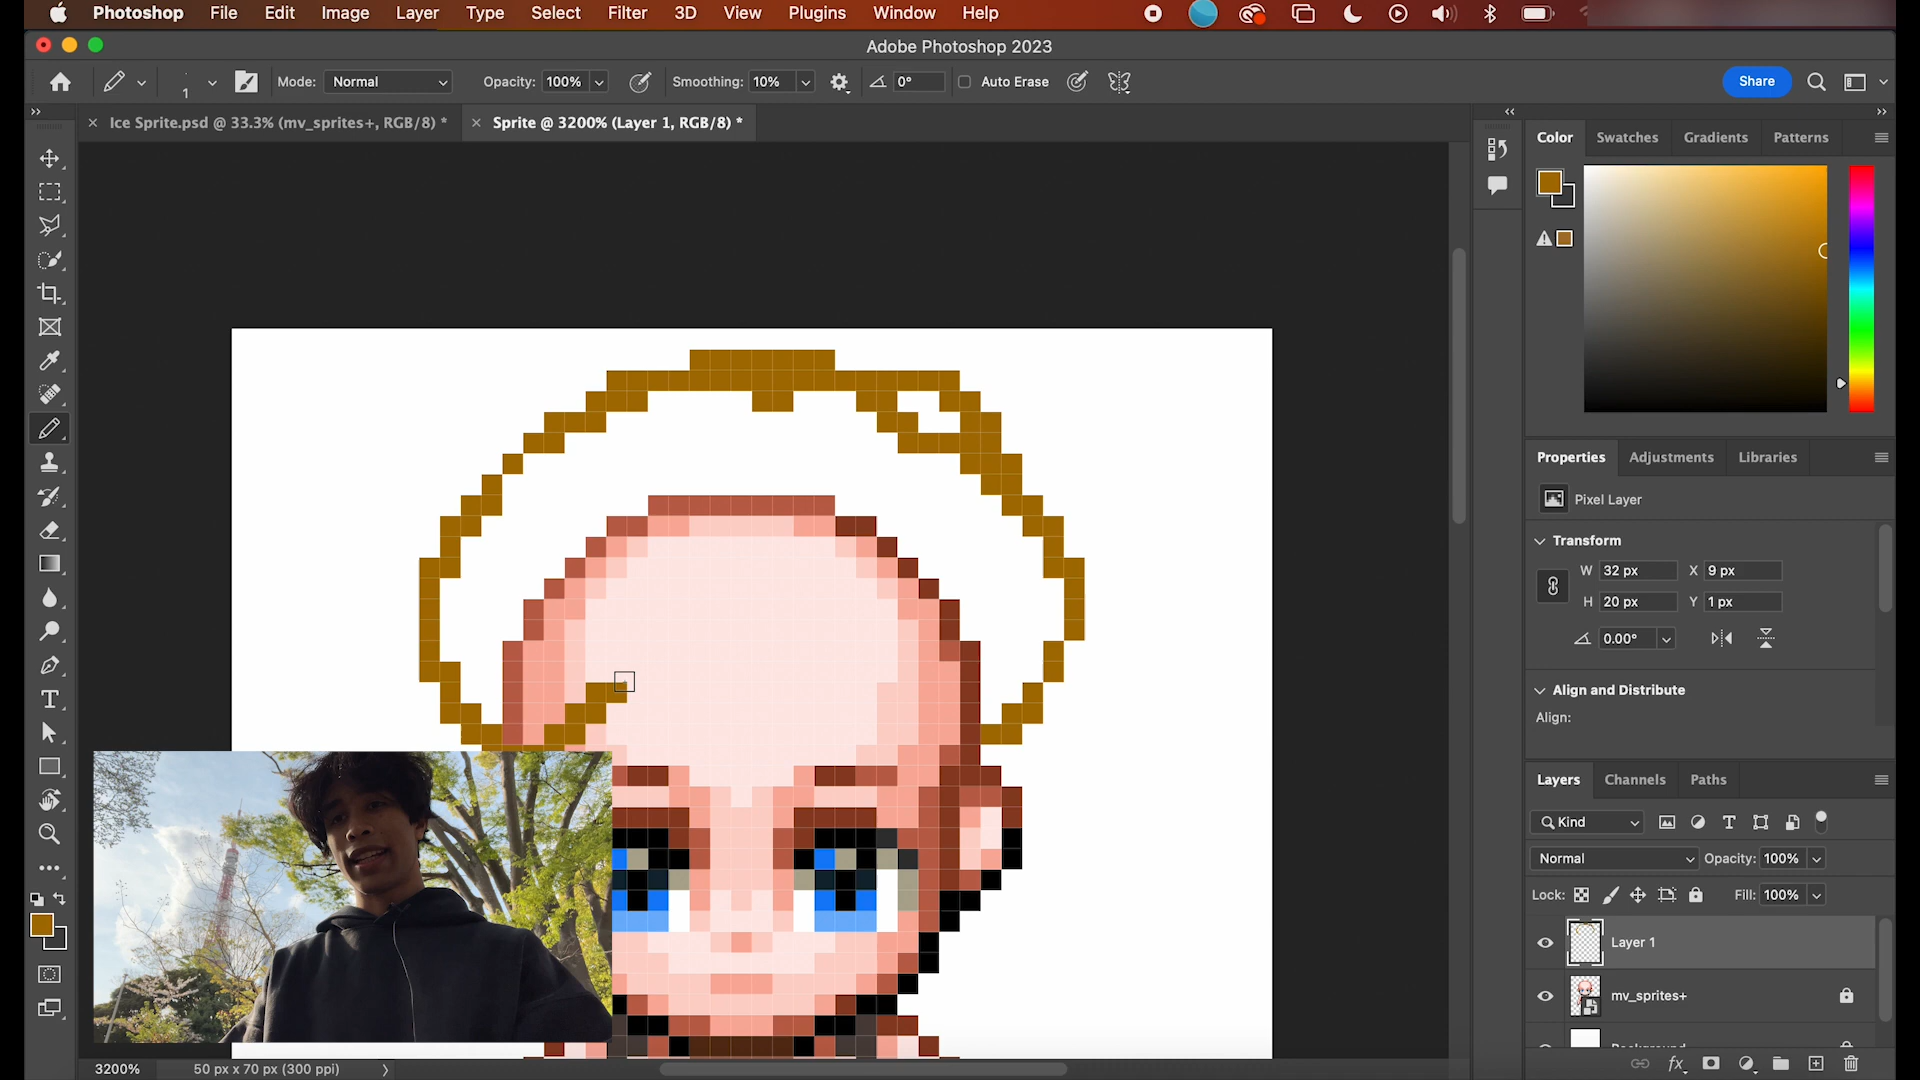 Photoshop File Edit Image Layer Type Select Filter 3D View Plugins Window Help
Adobe Photoshop 2023
1 Mode: Normal Opacity: 100% Smoothing: 10% 0° Auto Erase Share
× Ice Sprite.psd @ 33.3% (mv_sprites+, RGB/8) * × Sprite @ 3200% (Layer 1, RGB/8) *
Color Swatches Gradients Patterns
Properties Adjustments Libraries
Pixel Layer
Transform
W 32 px X 9 px
H 20 px Y 1 px
0.00°
Align and Distribute
Align:
Layers Channels Paths
Kind
Normal Opacity: 100%
Lock: Fill: 100%
Layer 1
mv_sprites+
3200% 50 px x 70 px (300 ppi)